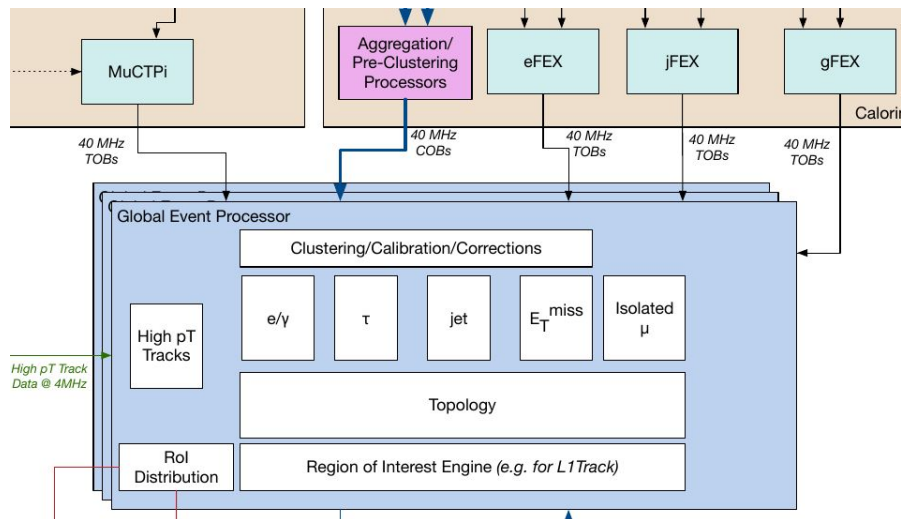 MuCTPi
Aggregation/
Pre-Clustering
Processors
eFEX
jFEX
gFEX
40 MHz
TOBs
40 MHz
COBs
40 MHz
TOBs
40 MHz
TOBs
40 MHz
TOBs
Global Event Processor
Clustering/Calibration/Corrections
High pT
Tracks
e/γ
τ
jet
E_T^miss
Isolated
μ
High pT Track
Data @ 4MHz
Topology
RoI
Distribution
Region of Interest Engine (e.g. for L1Track)